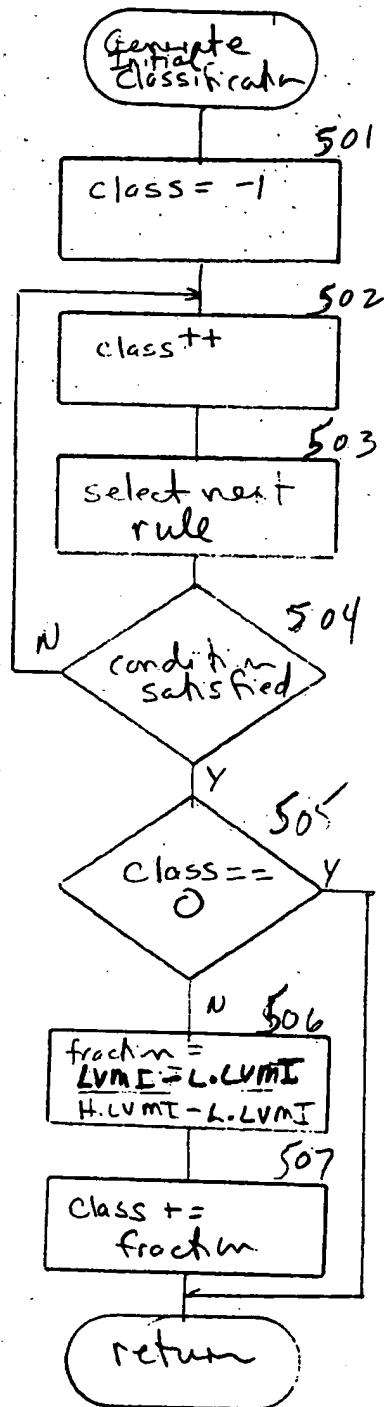 Generate
Initial
Classification
501
class = -1
502
class++
503
select next
rule
504
N
condition
satisfied
Y
505
Class==
0
Y
N
506
fraction =
LVMI - L.LVMI
H.LVMI - L.LVMI
507
Class +=
fraction
return